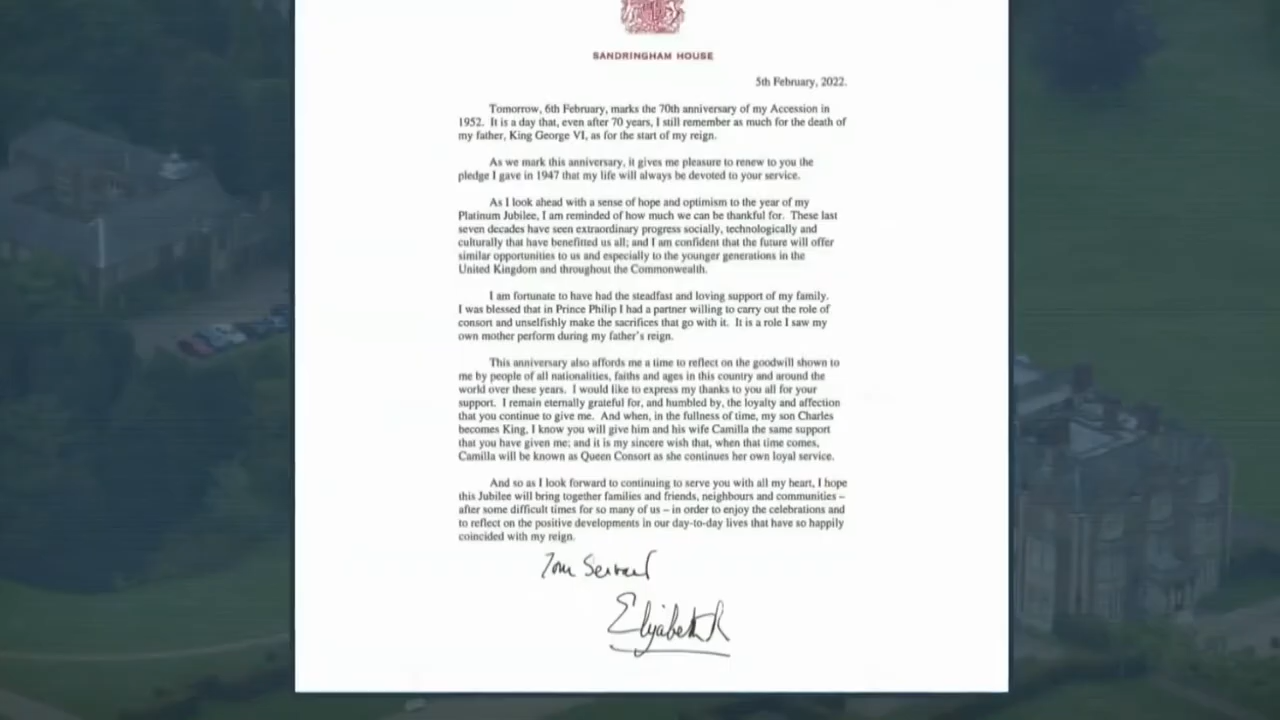 SANDRINGHAM HOUSE
5th February, 2022.
Tomorrow, 6th February, marks the 70th anniversary of my Accession in
1952. It is a day that, even after 70 years, I still remember as much for the death of
my father, King George VI, as for the start of my reign.
As we mark this anniversary, it gives me pleasure to renew to you the
pledge I gave in 1947 that my life will always be devoted to your service.
As I look ahead with a sense of hope and optimism to the year of my
Platinum Jubilee, I am reminded of how much we can be thankful for. These last
seven decades have seen extraordinary progress socially, technologically and
culturally that have benefitted us all; and I am confident that the future will offer
similar opportunities to us and especially to the younger generations in the
United Kingdom and throughout the Commonwealth.
I am fortunate to have had the steadfast and loving support of my family.
I was blessed that in Prince Philip I had a partner willing to carry out the role of
consort and unselfishly make the sacrifices that go with it. It is a role I saw my
own mother perform during my father's reign.
This anniversary also affords me a time to reflect on the goodwill shown to
me by people of all nationalities, faiths and ages in this country and around the
world over these years. I would like to express my thanks to you all for your
support. I remain eternally grateful for, and humbled by, the loyalty and affection
that you continue to give me. And when, in the fullness of time, my son Charles
becomes King, I know you will give him and his wife Camilla the same support
that you have given me; and it is my sincere wish that, when that time comes,
Camilla will be known as Queen Consort as she continues her own loyal service.
And so as I look forward to continuing to serve you with all my heart, I hope
this Jubilee will bring together families and friends, neighbours and communities –
after some difficult times for so many of us – in order to enjoy the celebrations and
to reflect on the positive developments in our day-to-day lives that have so happily
coincided with my reign.
Your Servant
Elizabeth R